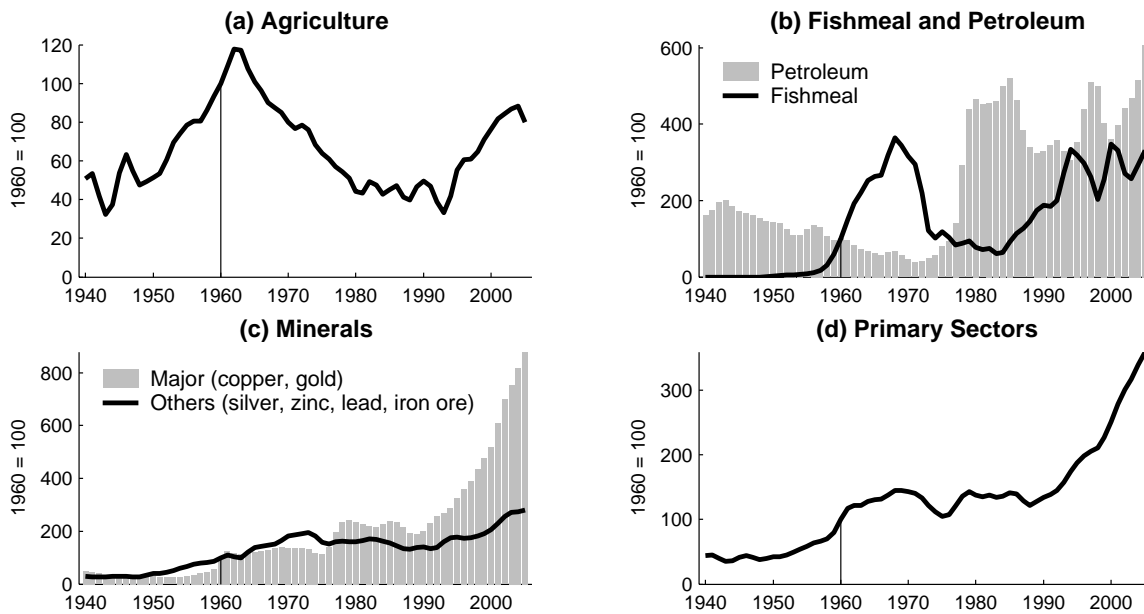 (a) Agriculture
1960 = 100
120
100
80
60
40
20
0
1940 1950 1960 1970 1980 1990 2000
(b) Fishmeal and Petroleum
1960 = 100
600
400
200
0
Petroleum
Fishmeal
1940 1950 1960 1970 1980 1990 2000
(c) Minerals
1960 = 100
800
600
400
200
0
Major (copper, gold)
Others (silver, zinc, lead, iron ore)
1940 1950 1960 1970 1980 1990 2000
(d) Primary Sectors
1960 = 100
300
200
100
0
1940 1950 1960 1970 1980 1990 2000